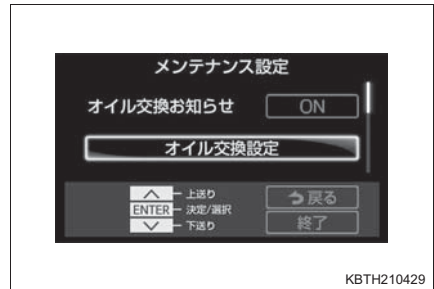 メンテナンス設定
オイル交換お知らせ ON
オイル交換設定
上送り
ENTER 決定/選択
下送り
戻る
終了
KBTH210429